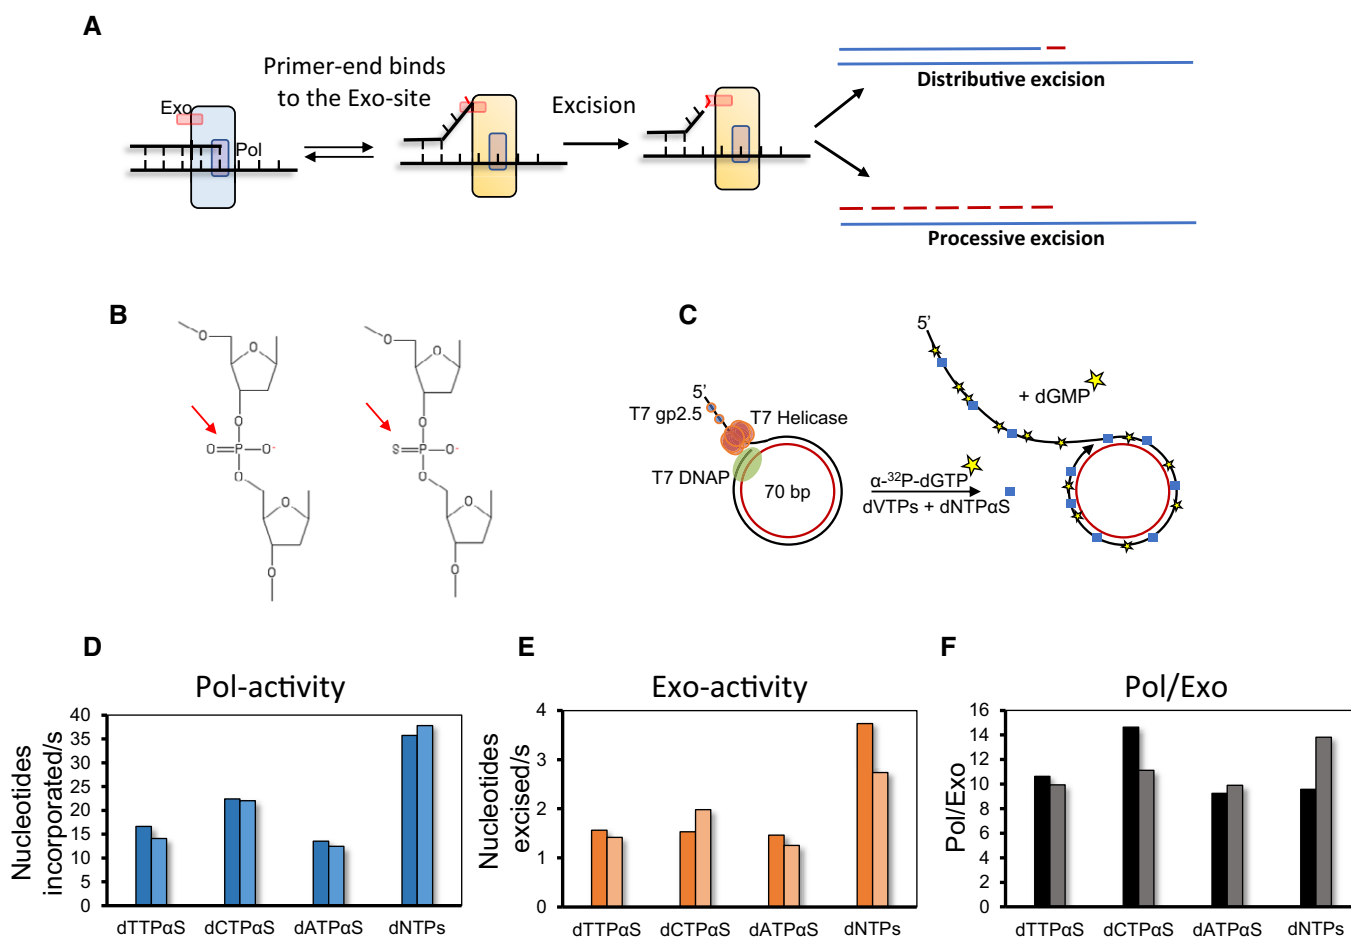 A
Primer-end binds
to the Exo-site
Exo
Pol
Excision
Distributive excision
Processive excision
B
O
O
O
O=P—O-
O
O
O
O
O
O
S=P—O-
O
O
O
C
5’
T7 gp2.5
T7 Helicase
T7 DNAP
70 bp
α-³²P-dGTP
dVTPs + dNTPαS
5’
+ dGMP
D
Pol-activity
Nucleotides
incorporated/s
40
35
30
25
20
15
10
5
0
dTTPαS dCTPαS dATPαS dNTPs
E
Exo-activity
Nucleotides
excised/s
4
3
2
1
0
dTTPαS dCTPαS dATPαS dNTPs
F
Pol/Exo
Pol/Exo
16
14
12
10
8
6
4
2
0
dTTPαS dCTPαS dATPαS dNTPs